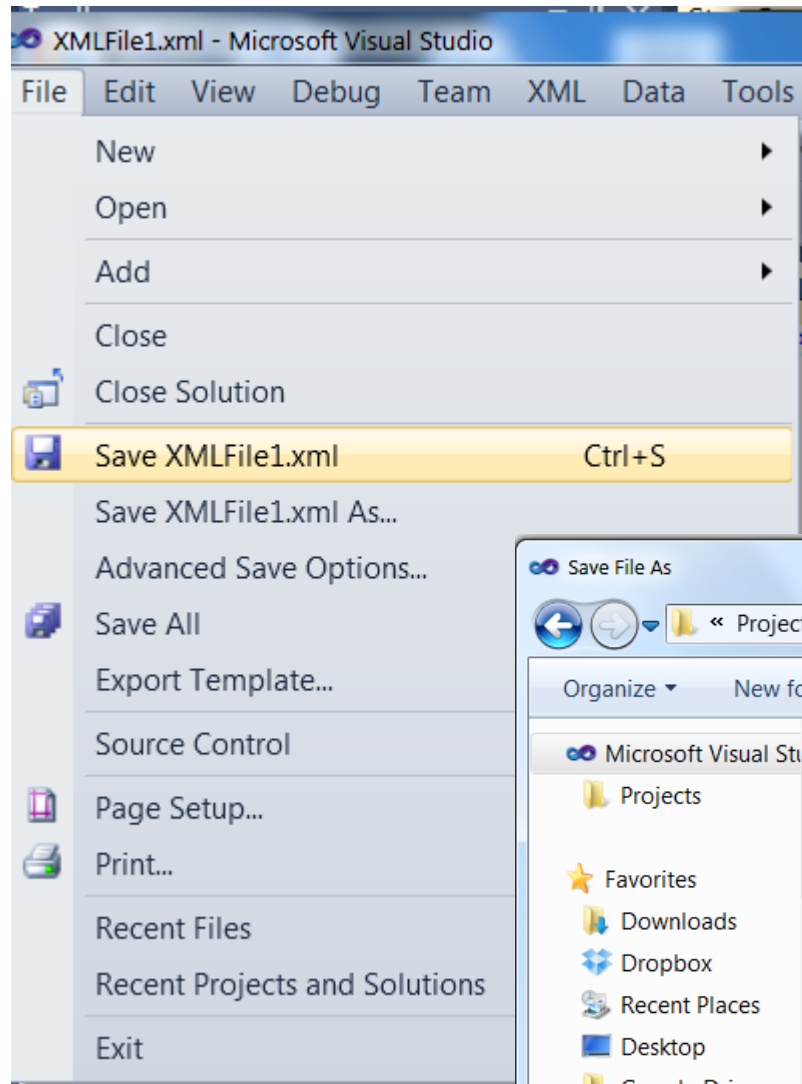 XMLFile1.xml - Microsoft Visual Studio
File Edit View Debug Team XML Data Tools
New
Open
Add
Close
Close Solution
Save XMLFile1.xml Ctrl+S
Save XMLFile1.xml As...
Advanced Save Options...
Save All
Export Template...
Source Control
Page Setup...
Print...
Recent Files
Recent Projects and Solutions
Exit
Save File As
« Projec
Organize New fo
Microsoft Visual Stu
Projects
Favorites
Downloads
Dropbox
Recent Places
Desktop